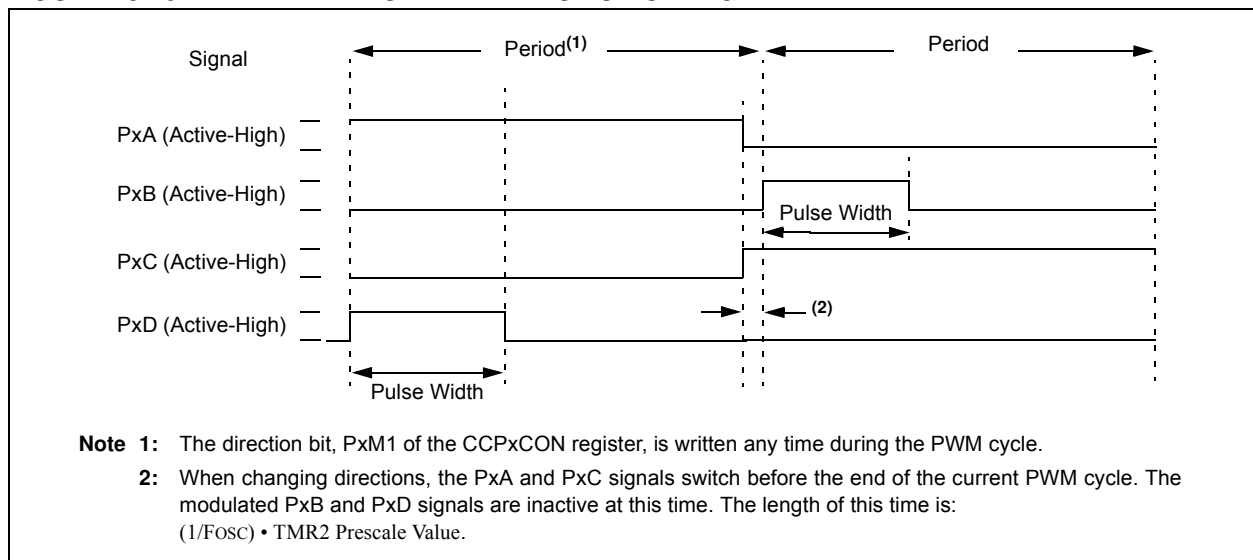 Signal
Period(1)
Period
PxA (Active-High)
PxB (Active-High)
Pulse Width
PxC (Active-High)
(2)
PxD (Active-High)
Pulse Width
Note 1: The direction bit, PxM1 of the CCPxCON register, is written any time during the PWM cycle.
2: When changing directions, the PxA and PxC signals switch before the end of the current PWM cycle. The
modulated PxB and PxD signals are inactive at this time. The length of this time is:
(1/FOSC) • TMR2 Prescale Value.